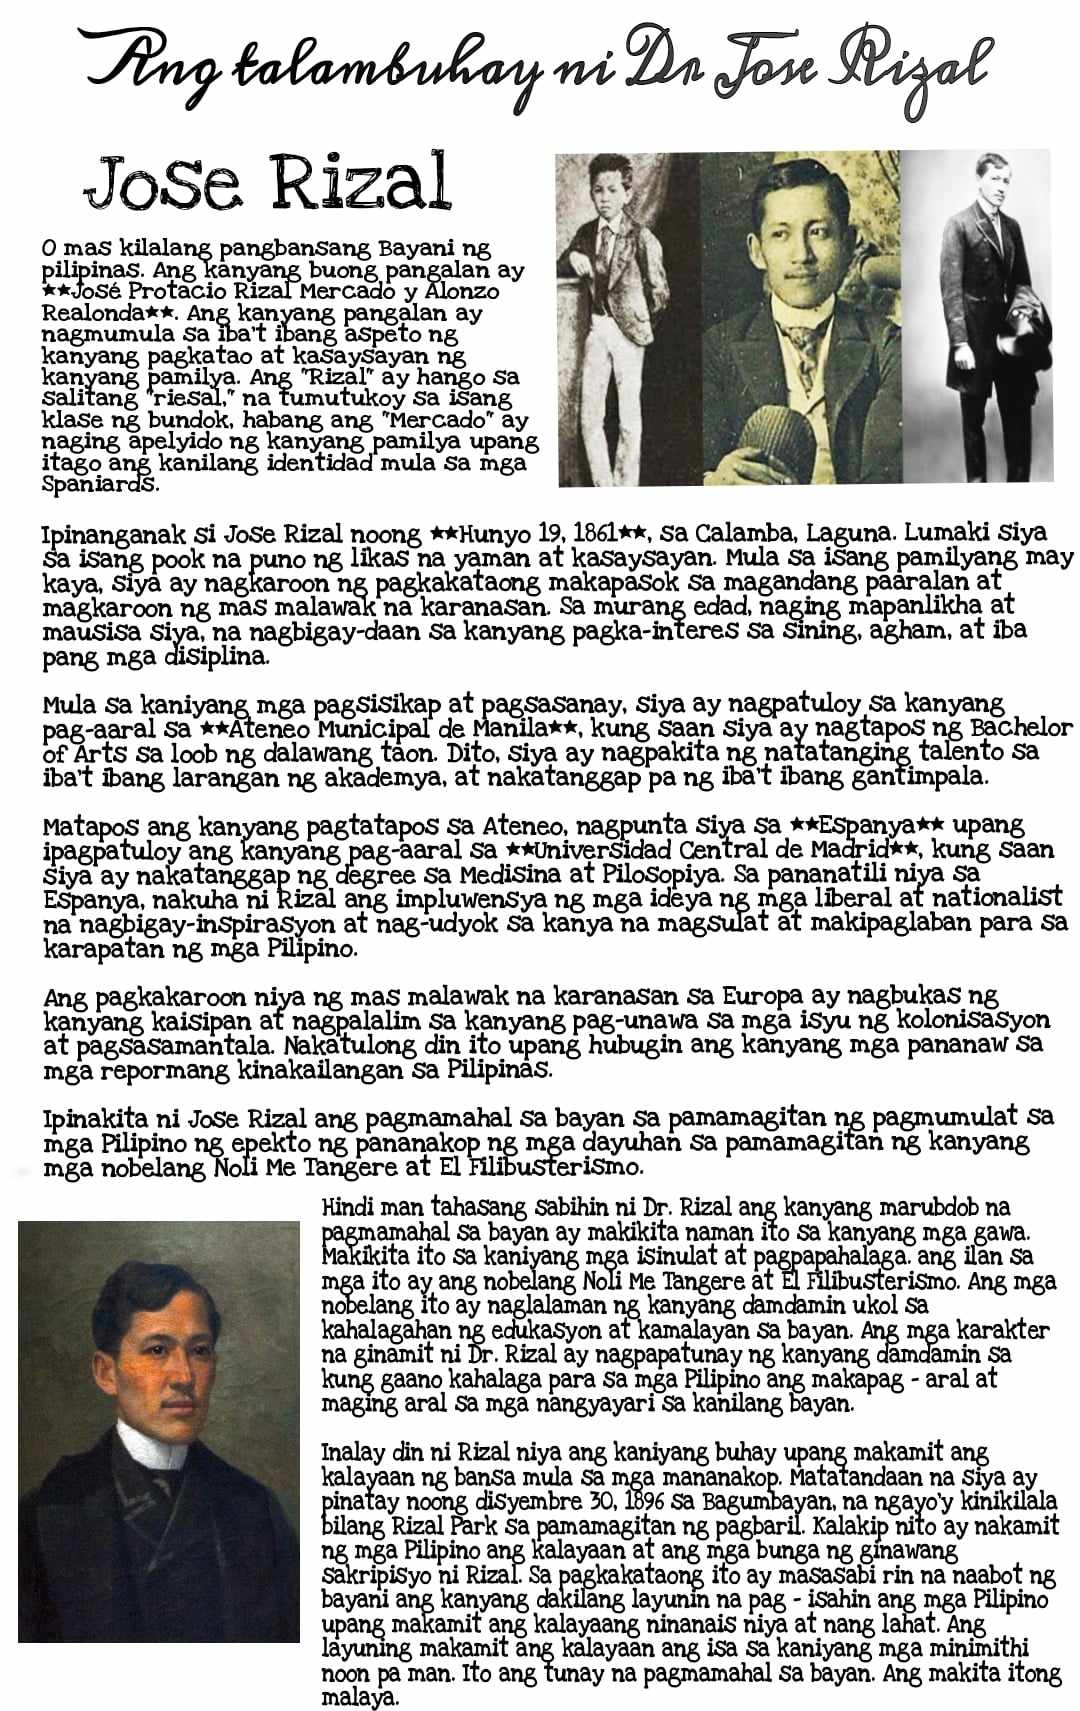 Ang talambuhay ni Dr Jose Rizal
Jose Rizal
O mas kilalang pangbansang Bayani ng
pilipinas. Ang kanyang buong pangalan ay
★★José Protacio Rizal Mercado y Alonzo
Realonda★★. Ang kanyang pangalan ay
nagmumula sa iba't ibang aspeto ng
kanyang pagkatao at kasaysayan ng
kanyang pamilya. Ang "Rizal" ay hango sa
salitang "riesal," na tumutukoy sa isang
klase ng bundok, habang ang "Mercado" ay
naging apelyido ng kanyang pamilya upang
itago ang kanilang identidad mula sa mga
Spaniards.
Ipinanganak si Jose Rizal noong ★★Hunyo 19, 1861★★, sa Calamba, Laguna. Lumaki siya
sa isang pook na puno ng likas na yaman at kasaysayan. Mula sa isang pamilyang may
kaya, siya ay nagkaroon ng pagkakataong makapasok sa magandang paaralan at
magkaroon ng mas malawak na karanasan. Sa murang edad, naging mapanlikha at
mausisa siya, na nagbigay-daan sa kanyang pagka-interes sa sining, agham, at iba
pang mga disiplina.
Mula sa kaniyang mga pagsisikap at pagsasanay, siya ay nagpatuloy sa kanyang
pag-aaral sa ★★Ateneo Municipal de Manila★★, kung saan siya ay nagtapos ng Bachelor
of Arts sa loob ng dalawang taon. Dito, siya ay nagpakita ng natatanging talento sa
iba't ibang larangan ng akademya, at nakatanggap pa ng iba't ibang gantimpala.
Matapos ang kanyang pagtatapos sa Ateneo, nagpunta siya sa ★★Espanya★★ upang
ipagpatuloy ang kanyang pag-aaral sa ★★Universidad Central de Madrid★★, kung saan
siya ay nakatanggap ng degree sa Medisina at Pilosopiya. Sa pananatili niya sa
Espanya, nakuha ni Rizal ang impluwensya ng mga ideya ng mga liberal at nationalist
na nagbigay-inspirasyon at nag-udyok sa kanya na magsulat at makipaglaban para sa
karapatan ng mga Pilipino.
Ang pagkakaroon niya ng mas malawak na karanasan sa Europa ay nagbukas ng
kanyang kaisipan at nagpalalim sa kanyang pag-unawa sa mga isyu ng kolonisasyon
at pagsasamantala. Nakatulong din ito upang hubugin ang kanyang mga pananaw sa
mga repormang kinakailangan sa Pilipinas.
Ipinakita ni Jose Rizal ang pagmamahal sa bayan sa pamamagitan ng pagmumulat sa
mga Pilipino ng epekto ng pananakop ng mga dayuhan sa pamamagitan ng kanyang
mga nobelang Noli Me Tangere at El Filibusterismo.
Hindi man tahasang sabihin ni Dr. Rizal ang kanyang marubdob na
pagmamahal sa bayan ay makikita naman ito sa kanyang mga gawa.
Makikita ito sa kaniyang mga isinulat at pagpapahalaga. ang ilan sa
mga ito ay ang nobelang Noli Me Tangere at El Filibusterismo. Ang mga
nobelang ito ay naglalaman ng kanyang damdamin ukol sa
kahalagahan ng edukasyon at kamalayan sa bayan. Ang mga karakter
na ginamit ni Dr. Rizal ay nagpapatunay ng kanyang damdamin sa
kung gaano kahalaga para sa mga Pilipino ang makapag - aral at
maging aral sa mga nangyayari sa kanilang bayan.
Inalay din ni Rizal niya ang kaniyang buhay upang makamit ang
kalayaan ng bansa mula sa mga mananakop. Matatandaan na siya ay
pinatay noong disyembre 30, 1896 sa Bagumbayan, na ngayo'y kinikilala
bilang Rizal Park sa pamamagitan ng pagbaril. Kalakip nito ay nakamit
ng mga Pilipino ang kalayaan at ang mga bunga ng ginawang
sakripisyo ni Rizal. Sa pagkakataong ito ay masasabi rin na naabot ng
bayani ang kanyang dakilang layunin na pag - isahin ang mga Pilipino
upang makamit ang kalayaang ninanais niya at nang lahat. Ang
layuning makamit ang kalayaan ang isa sa kaniyang mga minimithi
noon pa man. Ito ang tunay na pagmamahal sa bayan. Ang makita itong
malaya.